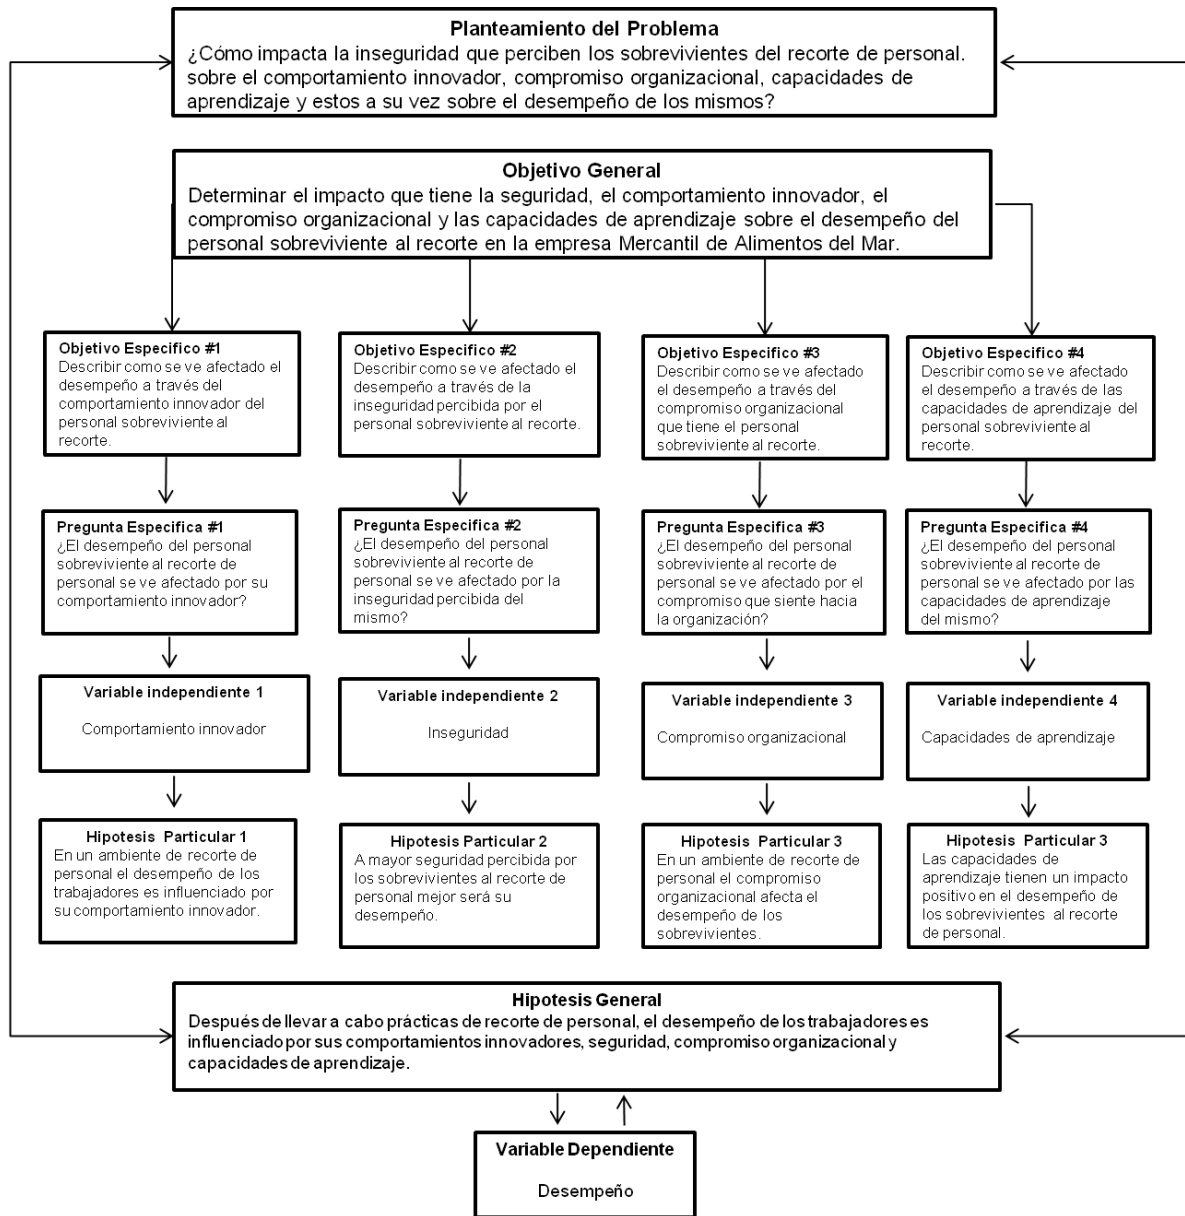 Planteamiento del Problema
¿Cómo impacta la inseguridad que perciben los sobrevivientes del recorte de personal.
sobre el comportamiento innovador, compromiso organizacional, capacidades de
aprendizaje y estos a su vez sobre el desempeño de los mismos?
Objetivo General
Determinar el impacto que tiene la seguridad, el comportamiento innovador, el
compromiso organizacional y las capacidades de aprendizaje sobre el desempeño del
personal sobreviviente al recorte en la empresa Mercantil de Alimentos del Mar.
Objetivo Especifico #1
Describir como se ve afectado el
desempeño a través del
comportamiento innovador del
personal sobreviviente al
recorte.
Objetivo Especifico #2
Describir como se ve afectado el
desempeño a través de la
inseguridad percibida por el
personal sobreviviente al recorte.
Objetivo Especifico #3
Describir como se ve afectado
el desempeño a través del
compromiso organizacional
que tiene el personal
sobreviviente al recorte.
Objetivo Especifico #4
Describir como se ve afectado
el desempeño a través de las
capacidades de aprendizaje del
personal sobreviviente al
recorte.
Pregunta Especifica #1
¿El desempeño del personal
sobreviviente al recorte de
personal se ve afectado por su
comportamiento innovador?
Pregunta Especifica #2
¿El desempeño del personal
sobreviviente al recorte de
personal se ve afectado por la
inseguridad percibida del
mismo?
Pregunta Especifica #3
¿El desempeño del personal
sobreviviente al recorte de
personal se ve afectado por el
compromiso que siente hacia
la organización?
Pregunta Especifica #4
¿El desempeño del personal
sobreviviente al recorte de
personal se ve afectado por las
capacidades de aprendizaje
del mismo?
Variable independiente 1
Comportamiento innovador
Variable independiente 2
Inseguridad
Variable independiente 3
Compromiso organizacional
Variable independiente 4
Capacidades de aprendizaje
Hipotesis Particular 1
En un ambiente de recorte de
personal el desempeño de los
trabajadores es influenciado por
su comportamiento innovador.
Hipotesis Particular 2
A mayor seguridad percibida por
los sobrevivientes al recorte de
personal mejor será su
desempeño.
Hipotesis Particular 3
En un ambiente de recorte de
personal el compromiso
organizacional afecta el
desempeño de los
sobrevivientes.
Hipotesis Particular 3
Las capacidades de
aprendizaje tienen un impacto
positivo en el desempeño de
los sobrevivientes al recorte
de personal.
Hipotesis General
Después de llevar a cabo prácticas de recorte de personal, el desempeño de los trabajadores es
influenciado por sus comportamientos innovadores, seguridad, compromiso organizacional y
capacidades de aprendizaje.
Variable Dependiente
Desempeño